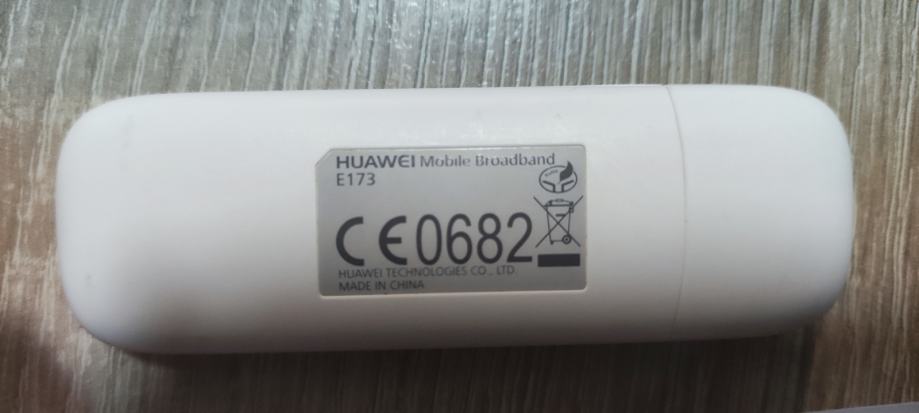 HUAWEI Mobile Broadband
E173
CE0682
HUAWEI TECHNOLOGIES CO., LTD.
MADE IN CHINA